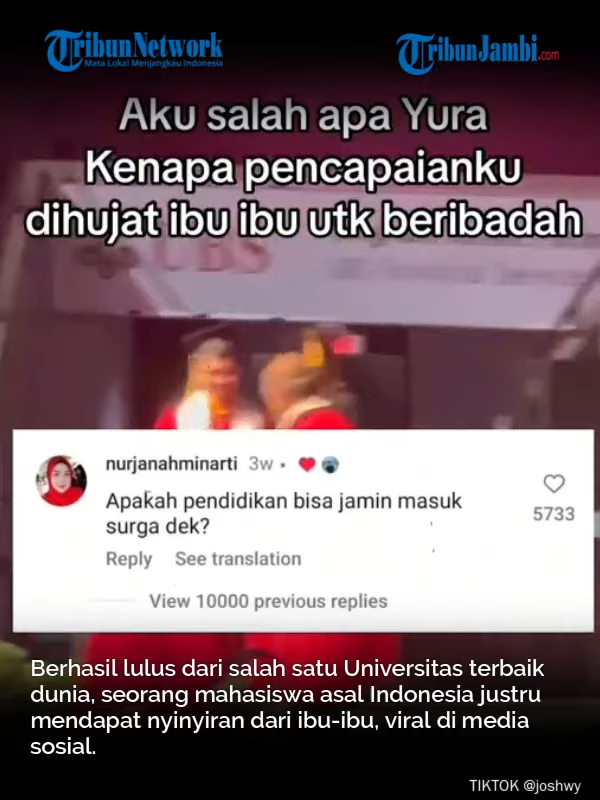 TribunNetwork
Mata Lokal Menjangkau Indonesia
TribunJambi.com
Aku salah apa Yura
Kenapa pencapaianku
dihujat ibu ibu utk beribadah
UBS
nurjanahminarti 3w
Apakah pendidikan bisa jamin masuk
surga dek?
5733
Reply See translation
View 10000 previous replies
Berhasil lulus dari salah satu Universitas terbaik
dunia, seorang mahasiswa asal Indonesia justru
mendapat nyinyiran dari ibu-ibu, viral di media
sosial.
TIKTOK @joshwy